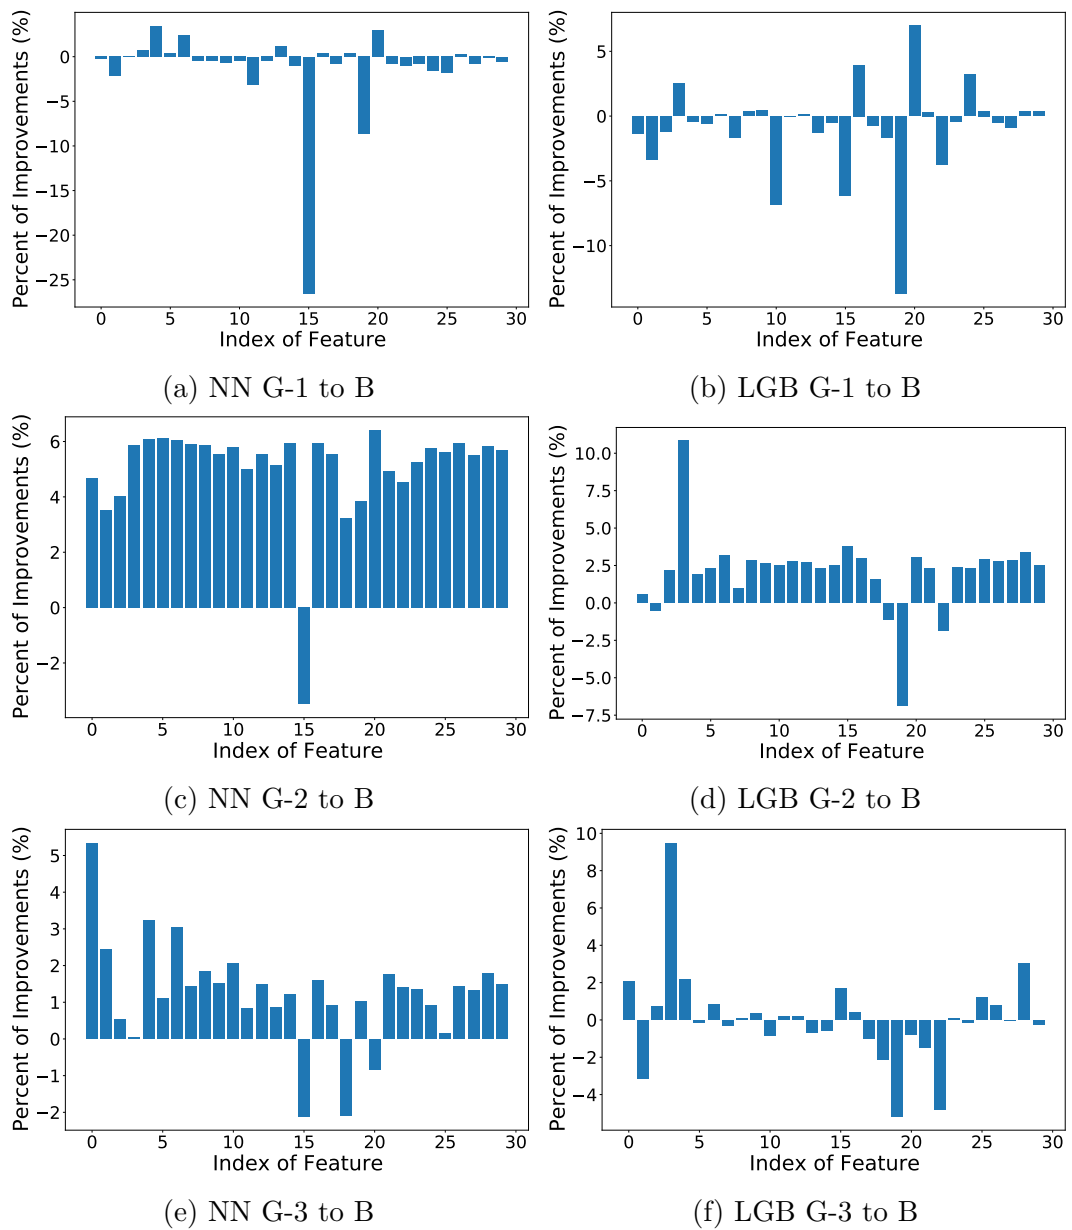 Percent of Improvements (%)
0
−5
−10
−15
−20
−25
0 5 10 15 20 25 30
Index of Feature
(a) NN G-1 to B
Percent of Improvements (%)
5
0
−5
−10
0 5 10 15 20 25 30
Index of Feature
(b) LGB G-1 to B
Percent of Improvements (%)
6
4
2
0
−2
0 5 10 15 20 25 30
Index of Feature
(c) NN G-2 to B
Percent of Improvements (%)
10.0
7.5
5.0
2.5
0.0
−2.5
−5.0
−7.5
0 5 10 15 20 25 30
Index of Feature
(d) LGB G-2 to B
Percent of Improvements (%)
5
4
3
2
1
0
−1
−2
0 5 10 15 20 25 30
Index of Feature
(e) NN G-3 to B
Percent of Improvements (%)
10
8
6
4
2
0
−2
−4
0 5 10 15 20 25 30
Index of Feature
(f) LGB G-3 to B